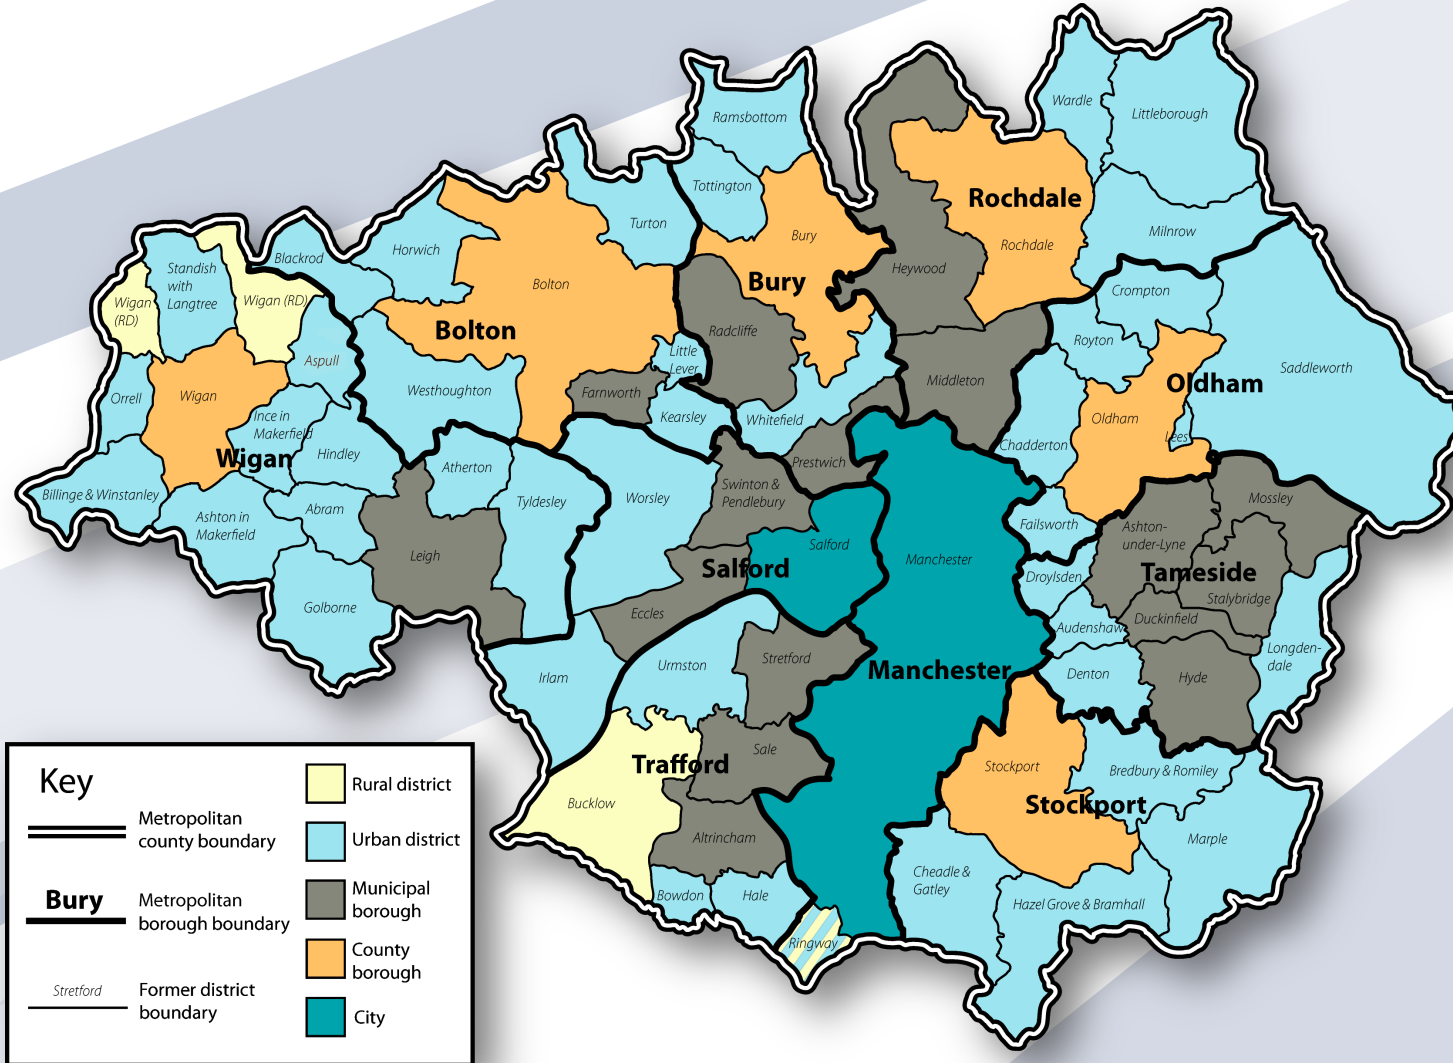 Ramsbottom
Wardle
Littleborough
Tottington
Rochdale
Turton
Bury
Milnrow
Rochdale
Horwich
Blackrod
Standish
with
Langtree
Heywood
Bury
Bolton
Crompton
Wigan
(RD)
Wigan (RD)
Bolton
Radcliffe
Royton
Little
Lever
Aspull
Saddleworth
Middleton
Oldham
Westhoughton
Farnworth
Orrell
Wigan
Ince in
Makerfield
Kearsley
Whitefield
Oldham
Lees
Chadderton
Wigan
Hindley
Atherton
Prestwich
Billinge & Winstanley
Tyldesley
Worsley
Swinton &
Pendlebury
Mossley
Abram
Ashton in
Makerfield
Failsworth
Ashton-
under-Lyne
Salford
Leigh
Manchester
Salford
Tameside
Droylsden
Stalybridge
Golborne
Eccles
Duckinfield
Audenshaw
Longden-
dale
Urmston
Stretford
Manchester
Irlam
Denton
Hyde
Sale
Trafford
Stockport
Bredbury & Romiley
Bucklow
Stockport
Altrincham
Marple
Cheadle &
Gatley
Bowdon
Hale
Hazel Grove & Bramhall
Ringway
Key
Metropolitan
county boundary
Bury
Metropolitan
borough boundary
Stretford
Former district
boundary
Rural district
Urban district
Municipal
borough
County
borough
City